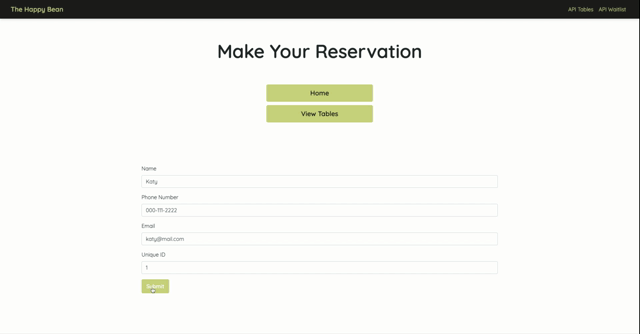 The Happy Bean
API Tables API Waitlist
Make Your Reservation
Home
View Tables
Name
Katy
Phone Number
000-111-2222
Email
katy@mail.com
Unique ID
1
Submit